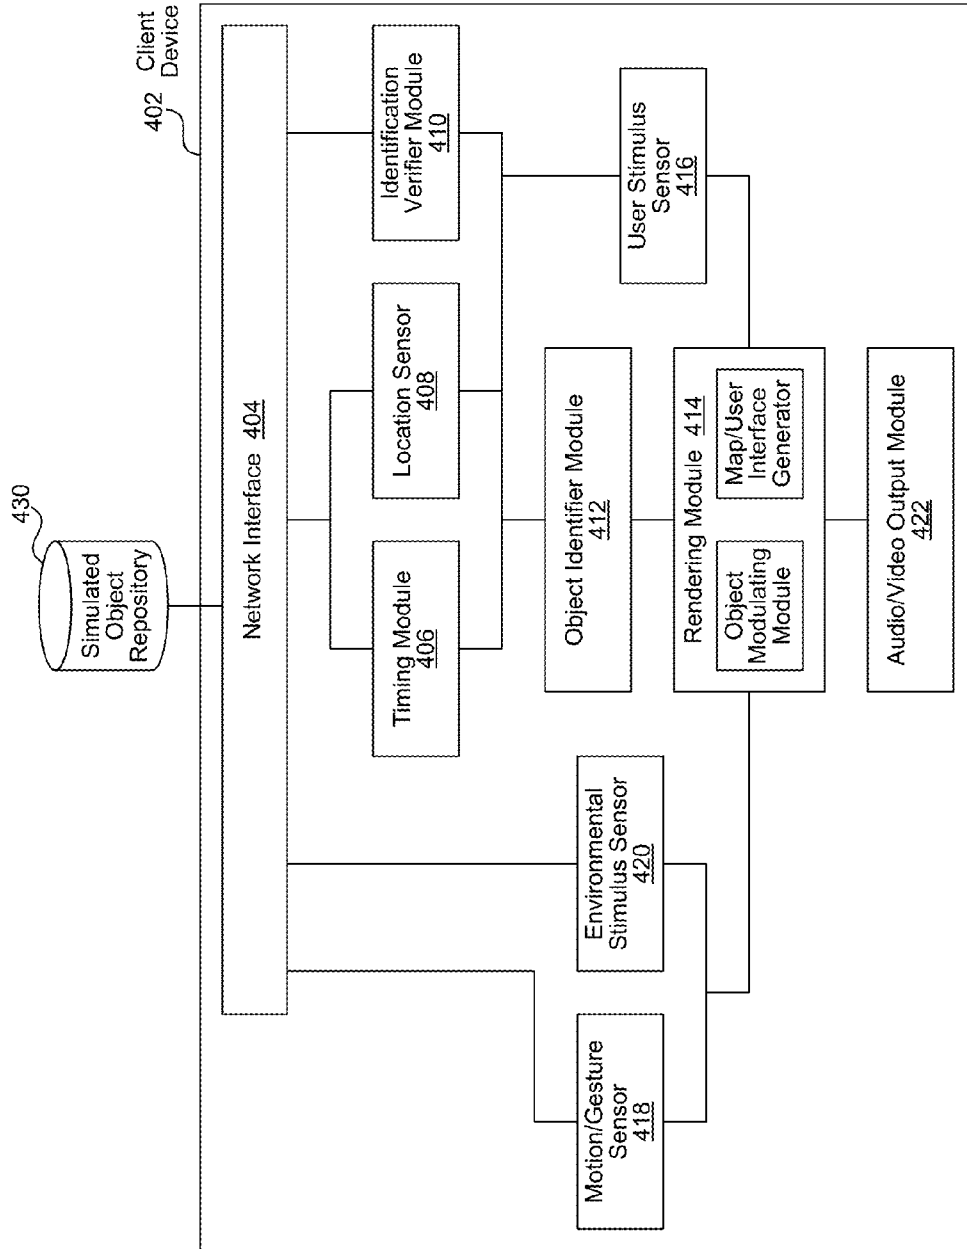 430
Simulated
Object
Repository
402
Client
Device
Network Interface 404
Timing Module
406
Location Sensor
408
Identification
Verifier Module
410
Object Identifier Module
412
Motion/Gesture
Sensor
418
Environmental
Stimulus Sensor
420
User Stimulus
Sensor
416
Rendering Module 414
Object
Modulating
Module
Map/User
Interface
Generator
Audio/Video Output Module
422